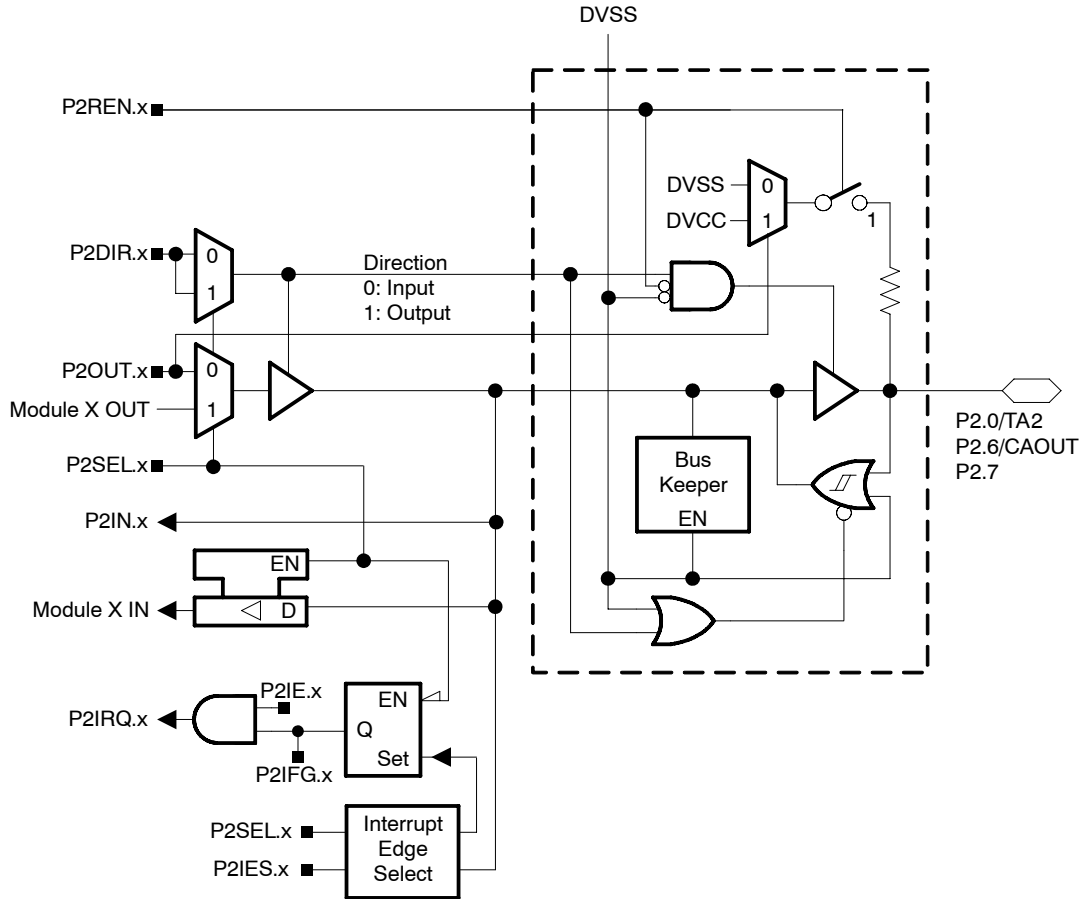 DVSS
P2REN.x
DVSS
0
DVCC
1
1
P2DIR.x
0
1
Direction
0: Input
1: Output
P2OUT.x
0
Module X OUT
1
P2.0/TA2
P2.6/CAOUT
P2.7
P2SEL.x
Bus
Keeper
EN
P2IN.x
EN
Module X IN
D
P2IE.x
EN
P2IRQ.x
Q
Set
P2IFG.x
P2SEL.x
P2IES.x
Interrupt
Edge
Select